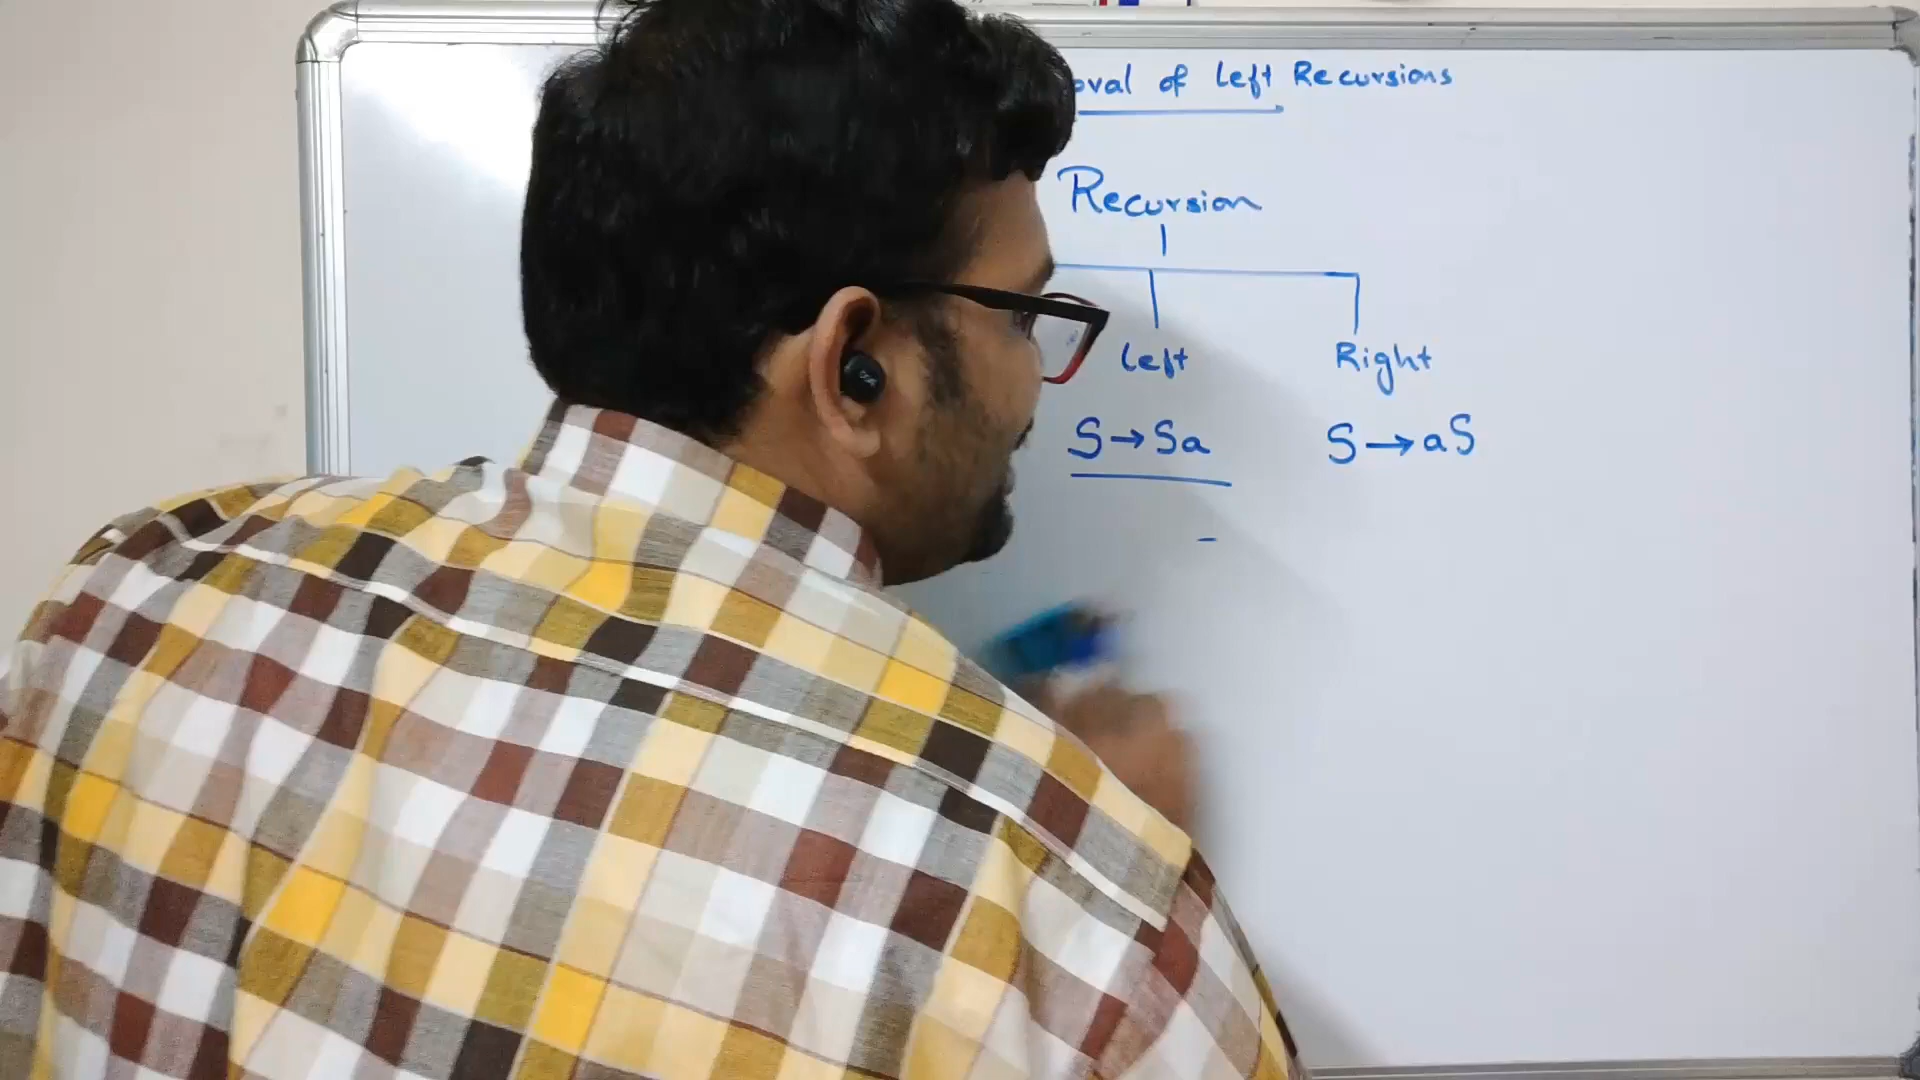 oval of Left Recursions
Recursion
Left Right
S→Sa S→aS